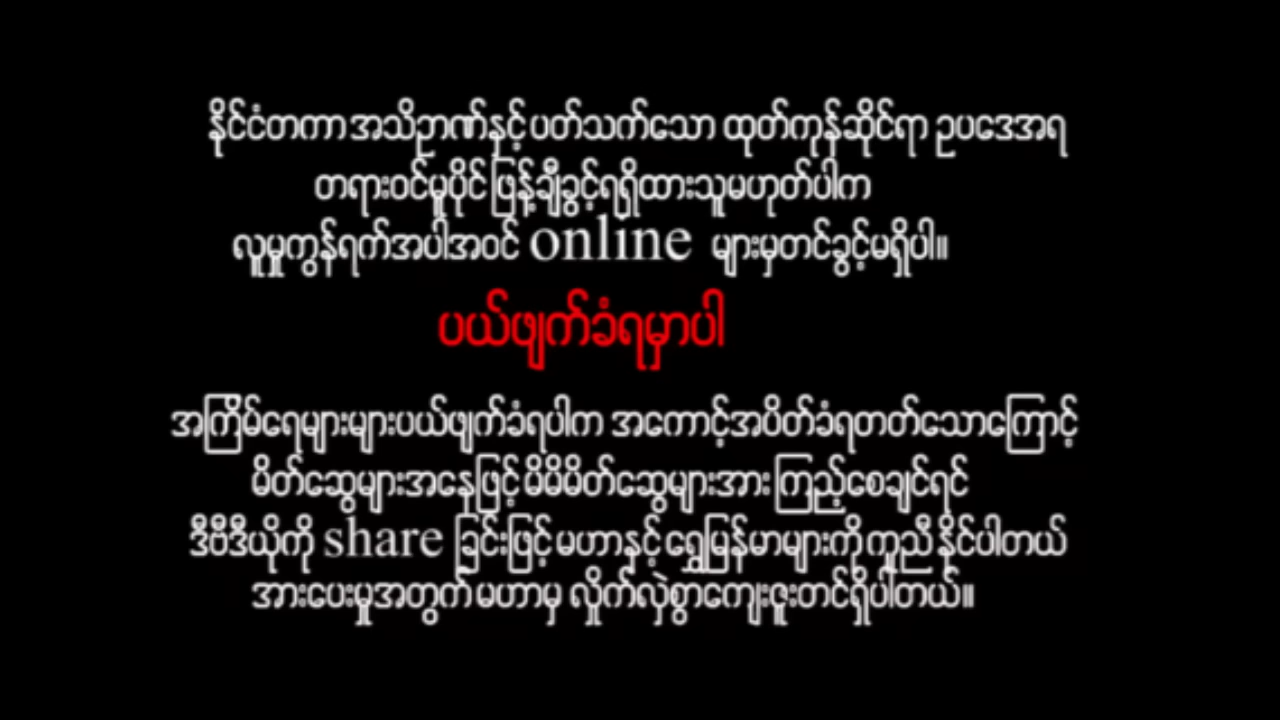 နိုင်ငံတကာ အသိဉာဏ်နှင့် ပတ်သက်သော ထုတ်ကုန်ဆိုင်ရာ ဥပဒေအရ
တရားဝင်မူပိုင် ဖြန့်ချီခွင့်ရရှိထားသူမဟုတ်ပါက
လူမှုကွန်ရက်အပါအဝင် online များမှတင်ခွင့်မရှိပါ။
ပယ်ဖျက်ခံရမှာပါ
အကြိမ်ရေများများပယ်ဖျက်ခံရပါက အကောင့်အပိတ်ခံရတတ်သောကြောင့်
မိတ်ဆွေများအနေဖြင့် မိမိမိတ်ဆွေများအား ကြည့်စေချင်ရင်
ဒီဗီဒီယိုကို share ခြင်းဖြင့် မဟာနှင့် ရွှေမြန်မာများကို ကူညီ နိုင်ပါတယ်
အားပေးမှုအတွက် မဟာမှ လှိုက်လှဲစွာကျေးဇူးတင်ရှိပါတယ်။